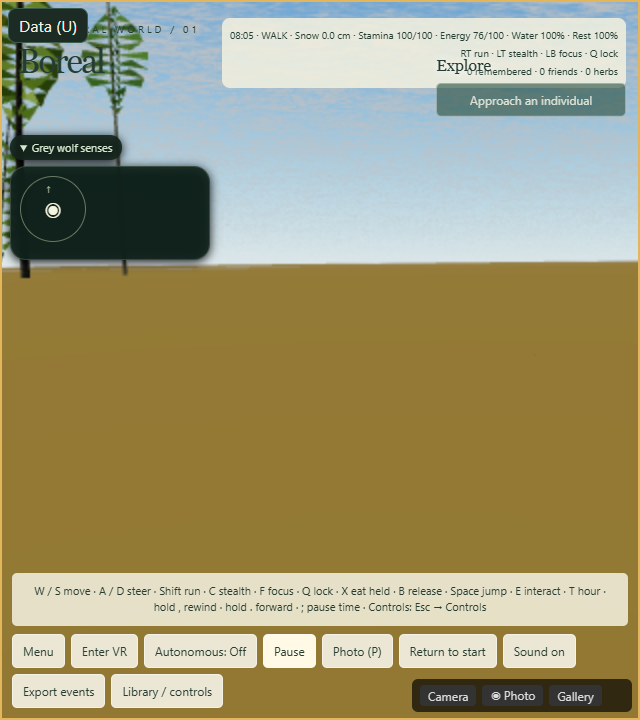 Data (U)
AL WORLD / 01
Boreal
08:05 · WALK · Snow 0.0 cm · Stamina 100/100 · Energy 76/100 · Water 100% · Rest 100%
RT run · LT stealth · LB focus · Q lock
0 remembered · 0 friends · 0 herbs
Explore
Approach an individual
▼ Grey wolf senses
↑
W / S move · A / D steer · Shift run · C stealth · F focus · Q lock · X eat held · B release · Space jump · E interact · T hour ·
hold , rewind · hold . forward · ; pause time · Controls: Esc → Controls
Menu
Enter VR
Autonomous: Off
Pause
Photo (P)
Return to start
Sound on
Export events
Library / controls
Camera
◉ Photo
Gallery